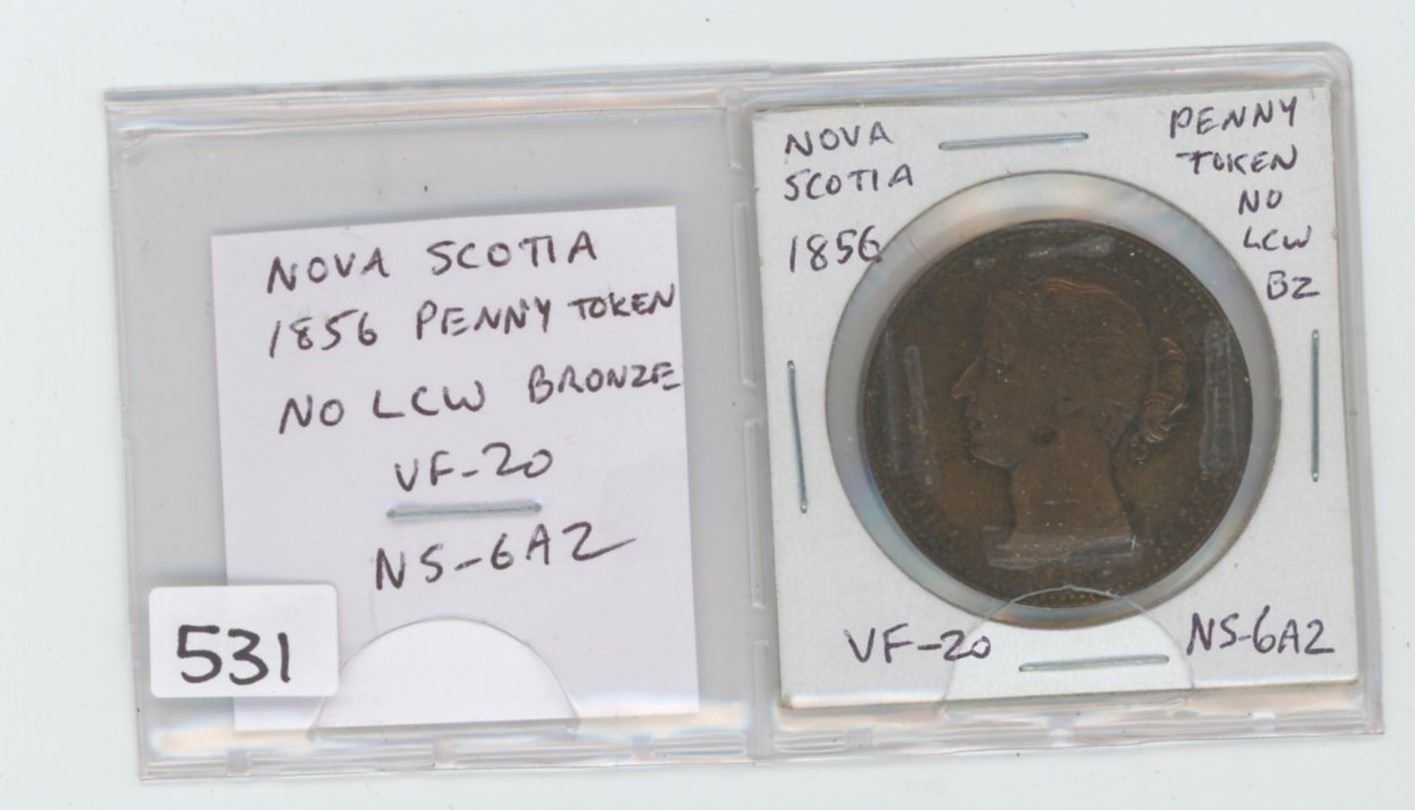 NOVA SCOTIA
1856 PENNY TOKEN
NO LCW BRONZE
VF-20
NS-6A2
531
NOVA
SCOTIA
1856
PENNY
TOKEN
NO
LCW
BZ
VF-20
NS-6A2